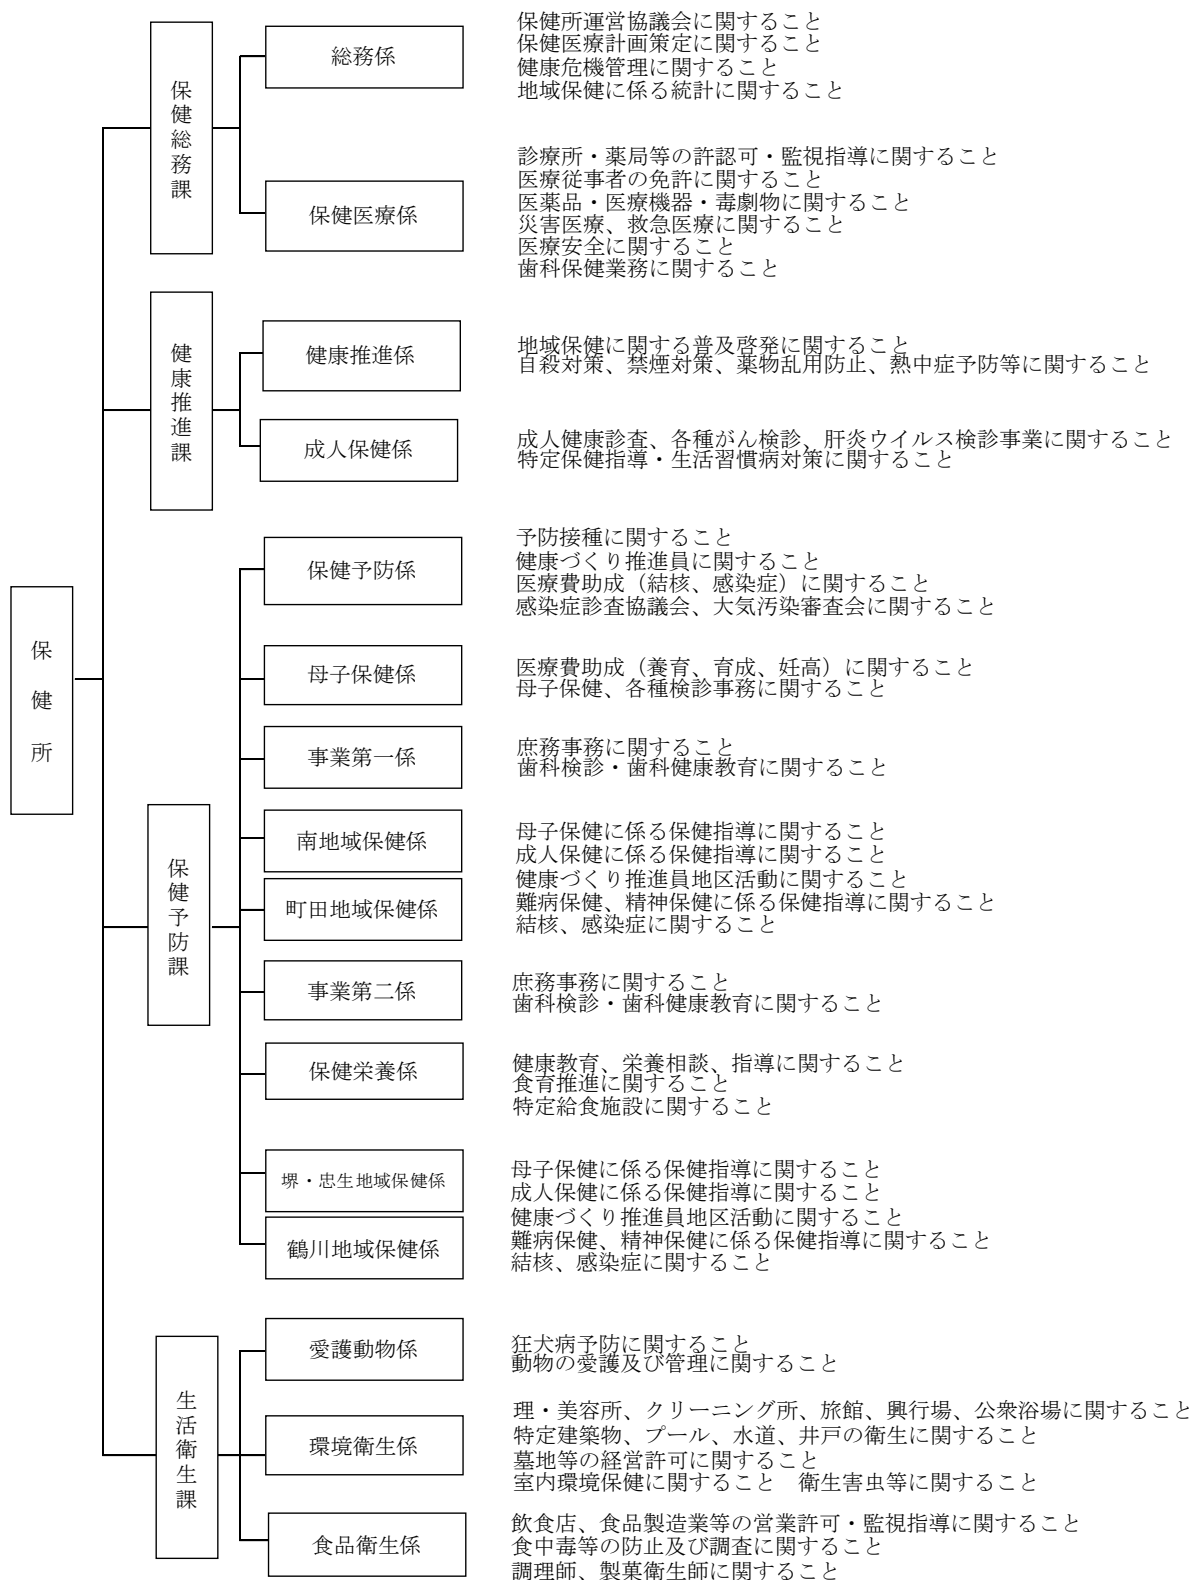 保健所
保健総務課
総務係
保健所運営協議会に関すること
保健医療計画策定に関すること
健康危機管理に関すること
地域保健に係る統計に関すること
保健医療係
診療所・薬局等の許認可・監視指導に関すること
医療従事者の免許に関すること
医薬品・医療機器・毒劇物に関すること
災害医療、救急医療に関すること
医療安全に関すること
歯科保健業務に関すること
健康推進課
健康推進係
地域保健に関する普及啓発に関すること
自殺対策、禁煙対策、薬物乱用防止、熱中症予防等に関すること
成人保健係
成人健康診査、各種がん検診、肝炎ウイルス検診事業に関すること
特定保健指導・生活習慣病対策に関すること
保健予防課
保健予防係
予防接種に関すること
健康づくり推進員に関すること
医療費助成（結核、感染症）に関すること
感染症診査協議会、大気汚染審査会に関すること
母子保健係
医療費助成（養育、育成、妊高）に関すること
母子保健、各種検診事務に関すること
事業第一係
庶務事務に関すること
歯科検診・歯科健康教育に関すること
南地域保健係
町田地域保健係
母子保健に係る保健指導に関すること
成人保健に係る保健指導に関すること
健康づくり推進員地区活動に関すること
難病保健、精神保健に係る保健指導に関すること
結核、感染症に関すること
事業第二係
庶務事務に関すること
歯科検診・歯科健康教育に関すること
保健栄養係
健康教育、栄養相談、指導に関すること
食育推進に関すること
特定給食施設に関すること
堺・忠生地域保健係
鶴川地域保健係
母子保健に係る保健指導に関すること
成人保健に係る保健指導に関すること
健康づくり推進員地区活動に関すること
難病保健、精神保健に係る保健指導に関すること
結核、感染症に関すること
生活衛生課
愛護動物係
狂犬病予防に関すること
動物の愛護及び管理に関すること
環境衛生係
理・美容所、クリーニング所、旅館、興行場、公衆浴場に関すること
特定建築物、プール、水道、井戸の衛生に関すること
墓地等の経営許可に関すること
室内環境保健に関すること　衛生害虫等に関すること
食品衛生係
飲食店、食品製造業等の営業許可・監視指導に関すること
食中毒等の防止及び調査に関すること
調理師、製菓衛生師に関すること